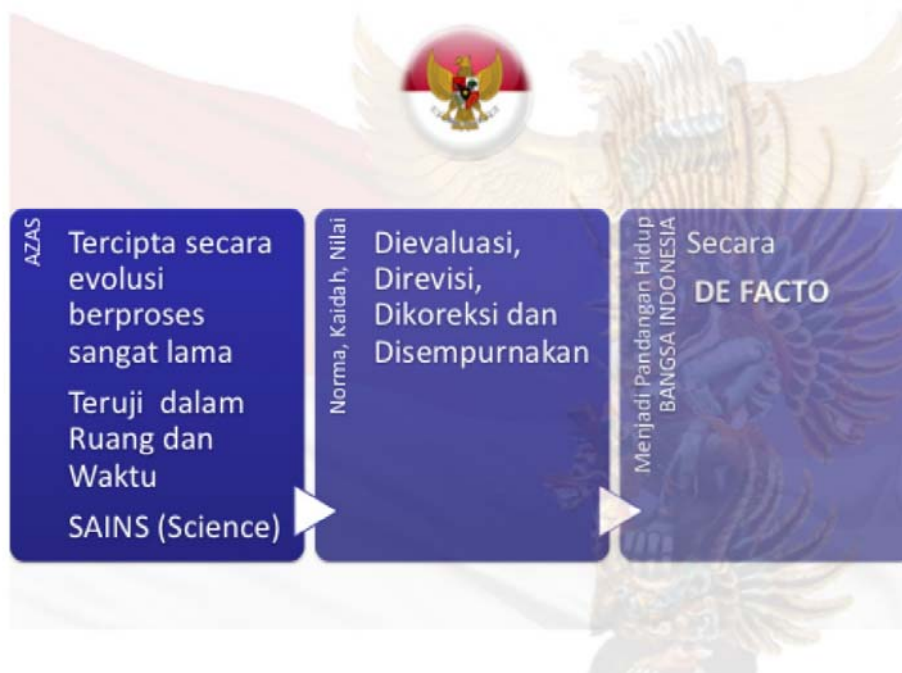 AZAS
Tercipta secara
evolusi
berproses
sangat lama
Teruji dalam
Ruang dan
Waktu
SAINS (Science)
Norma, Kaidah, Nilai
Dievaluasi,
Direvisi,
Dikoreksi dan
Disempurnakan
Menjadi Pandangan Hidup
BANGSA INDONESIA
Secara
DE FACTO